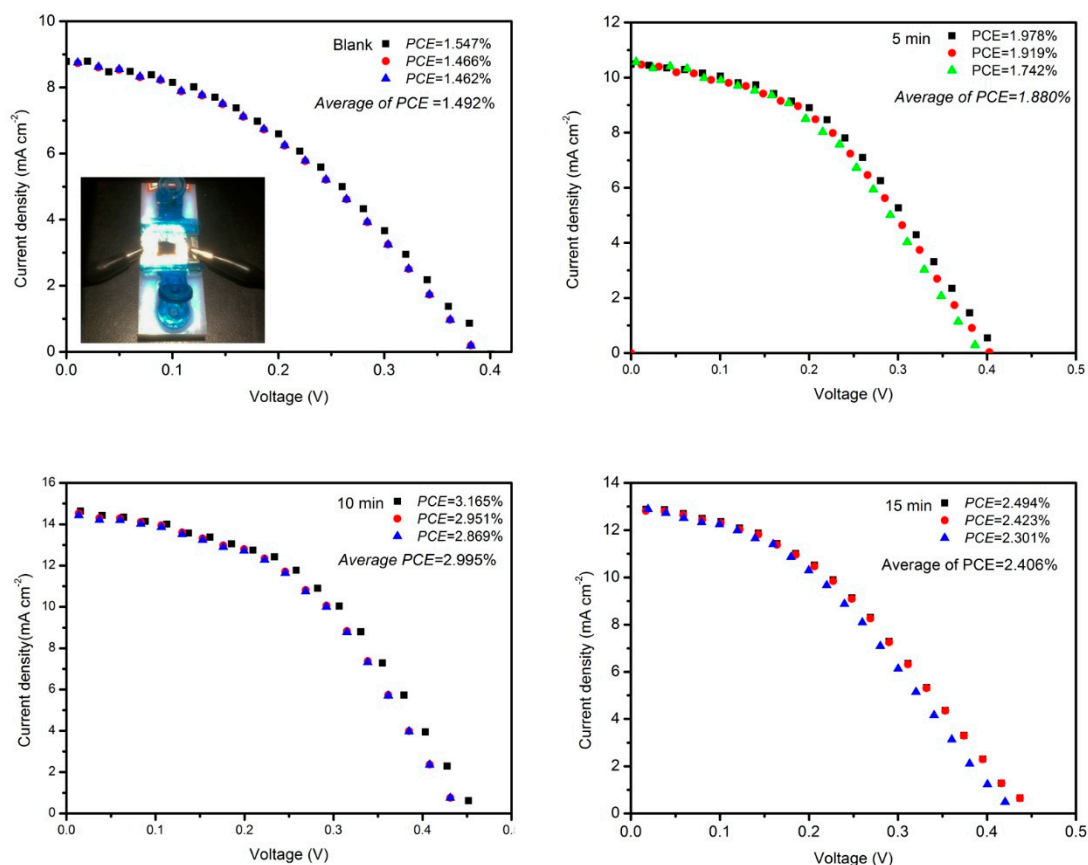 Blank
PCE=1.547%
PCE=1.466%
PCE=1.462%
Average of PCE =1.492%
10
8
6
4
2
0
Current density (mA cm-2)
0.0 0.1 0.2 0.3 0.4
Voltage (V)
5 min
PCE=1.978%
PCE=1.919%
PCE=1.742%
Average of PCE=1.880%
12
10
8
6
4
2
0
Current density (mA cm-2)
0.0 0.1 0.2 0.3 0.4 0.5
Voltage (V)
10 min
PCE=3.165%
PCE=2.951%
PCE=2.869%
Average PCE=2.995%
16
14
12
10
8
6
4
2
0
Current density(mA cm-2)
0.0 0.1 0.2 0.3 0.4
Voltage (V)
15 min
PCE=2.494%
PCE=2.423%
PCE=2.301%
Average of PCE=2.406%
14
12
10
8
6
4
2
0
Current density (mA cm-2)
0.0 0.1 0.2 0.3 0.4 0.5
Voltage (V)